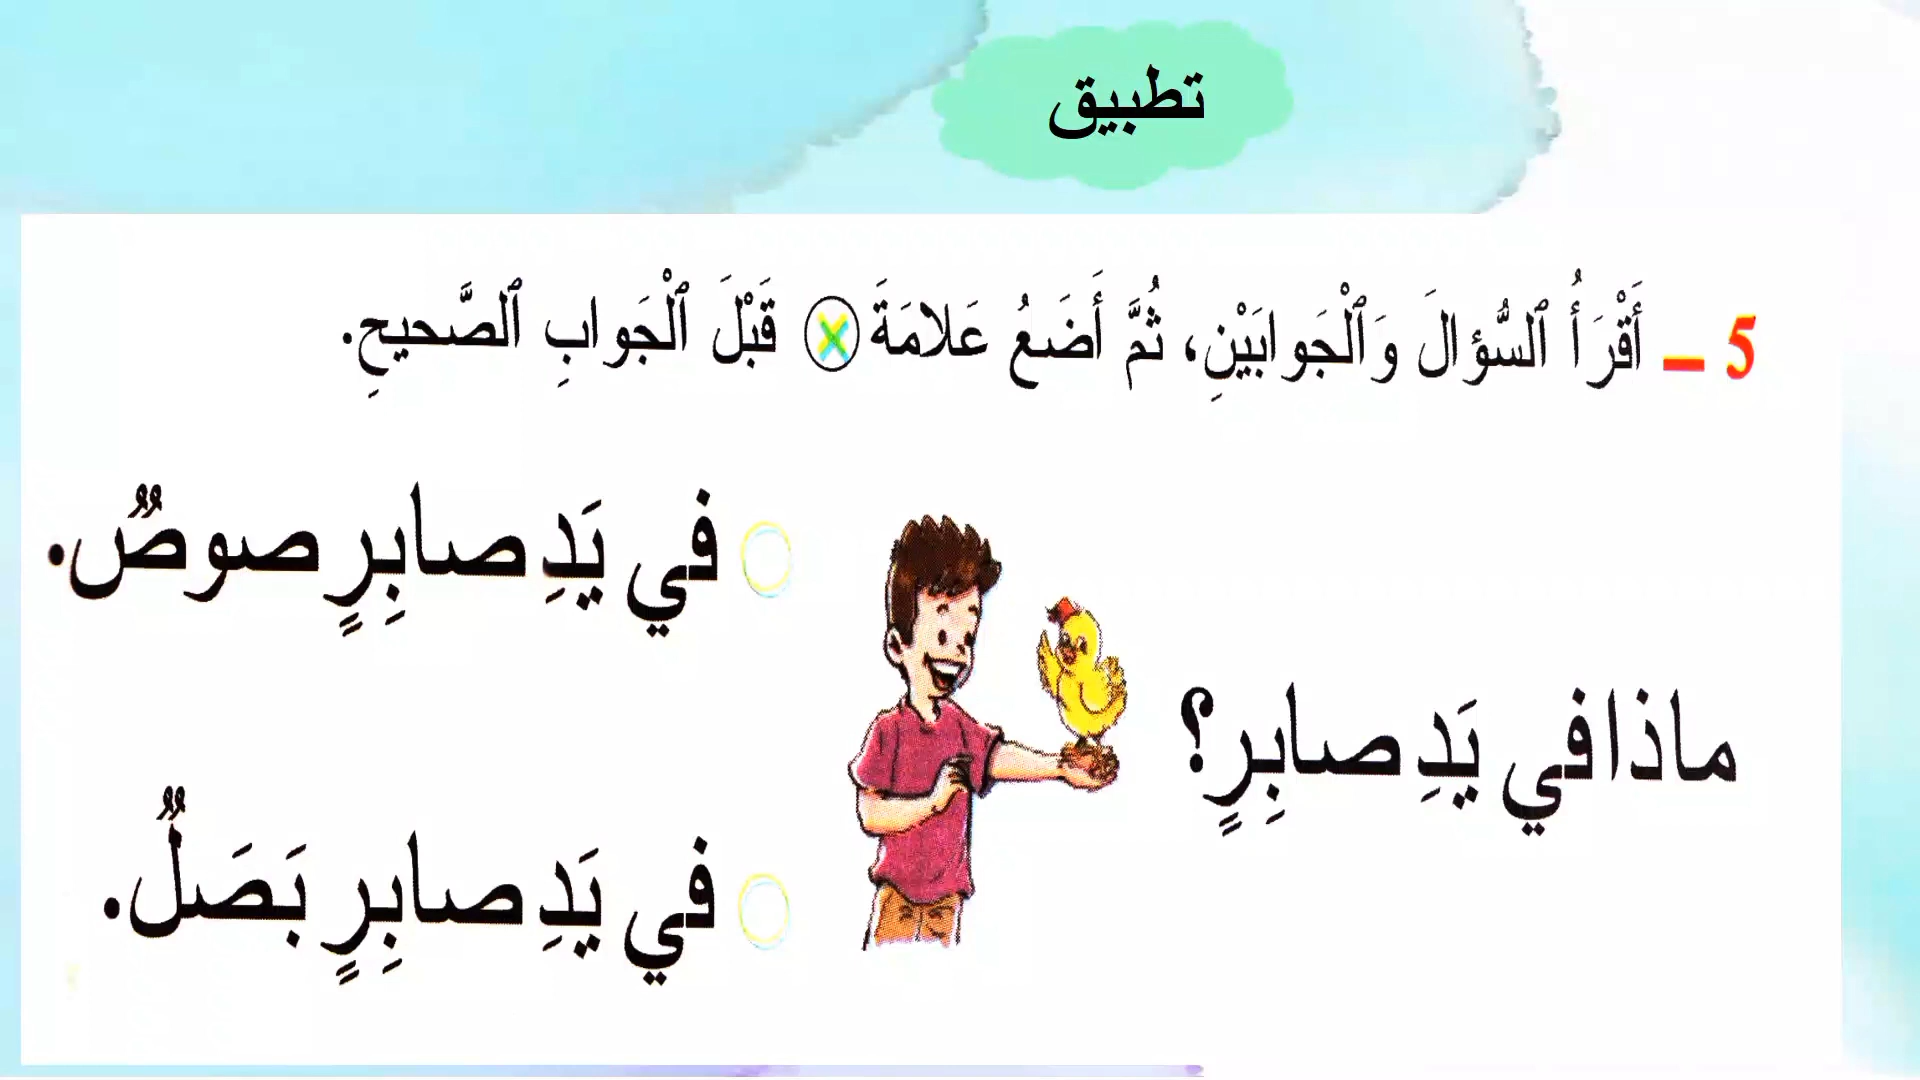 تطبيق
5 – أَقْرَأُ ٱلسُّؤالَ وَٱلْجَوابَيْنِ، ثُمَّ أَضَعُ عَلامَةَ ⓧ قَبْلَ ٱلْجَوابِ ٱلصَّحيحِ.
ماذا في يَدِ صابِرٍ؟
في يَدِ صابِرٍ صوصٌ.
في يَدِ صابِرٍ بَصَلٌ.